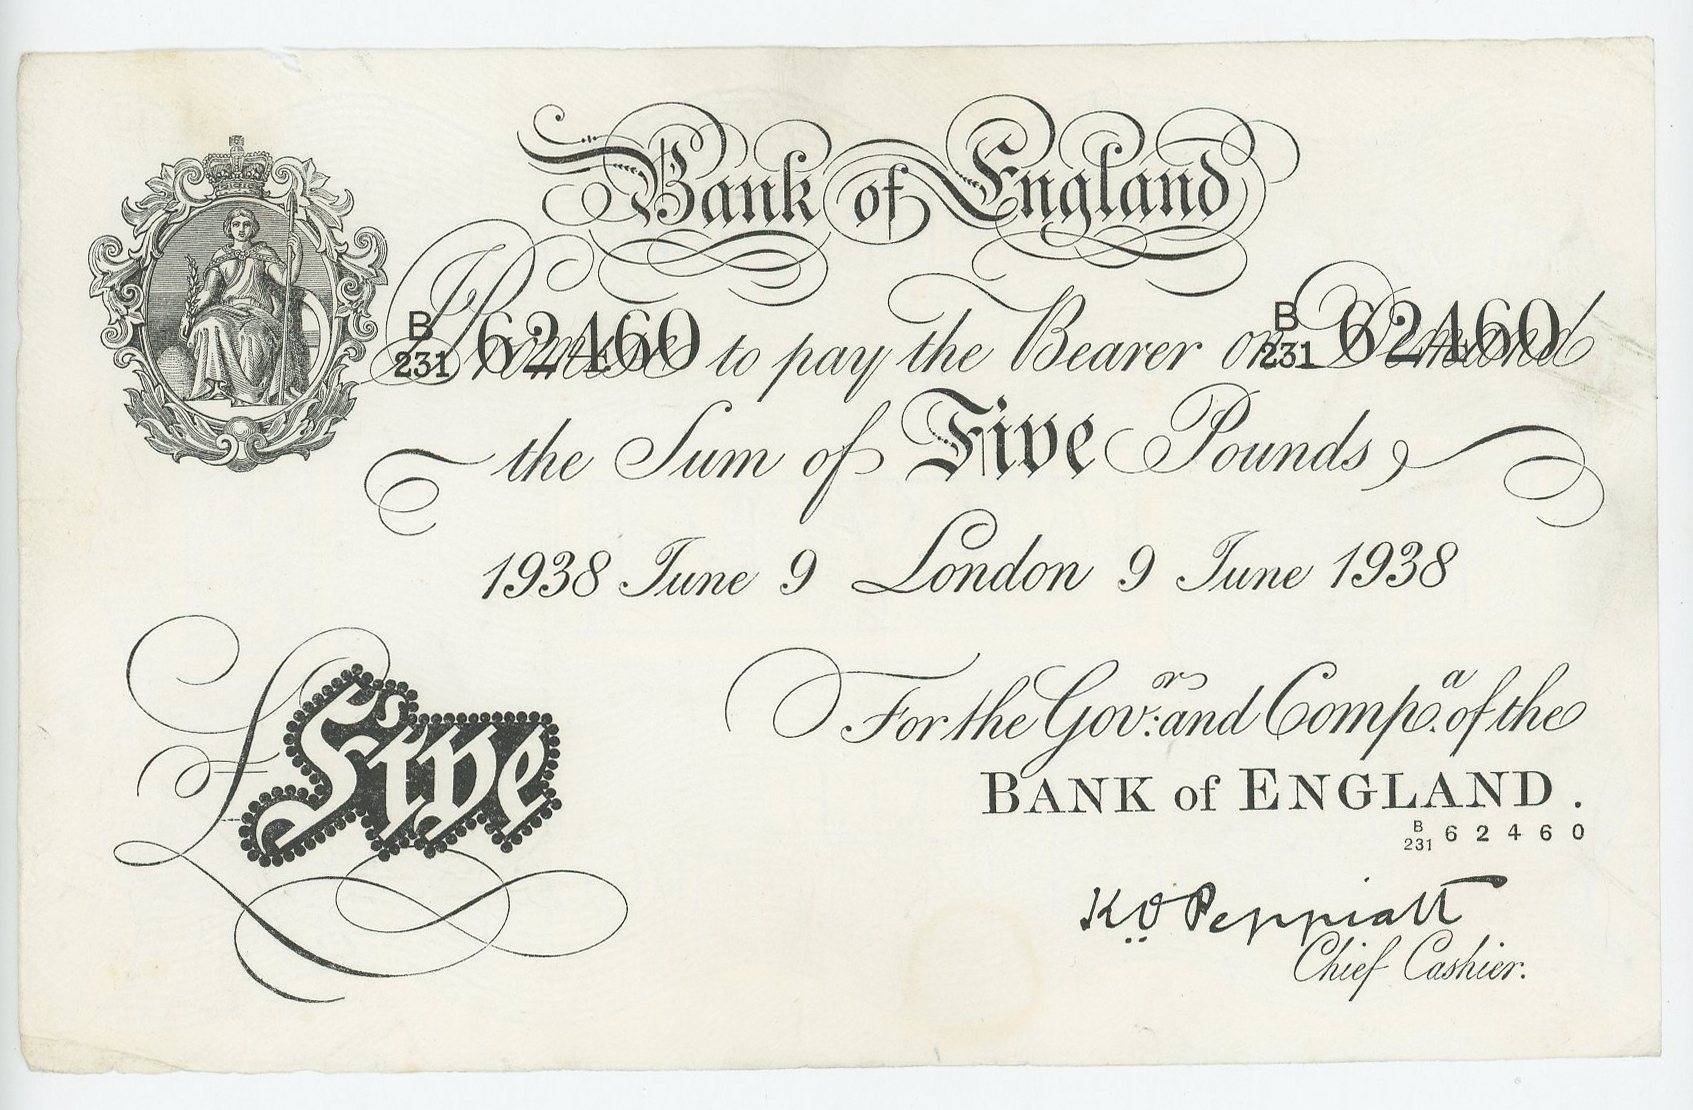 Bank of England
B/231 62460 I Promise to pay the Bearer on Demand B/231 62460
the Sum of Five Pounds
1938 June 9 London 9 June 1938
For the Gov:r and Comp.a of the
BANK of ENGLAND.
B/231 62460
£Five
K.O. Peppiatt
Chief Cashier.